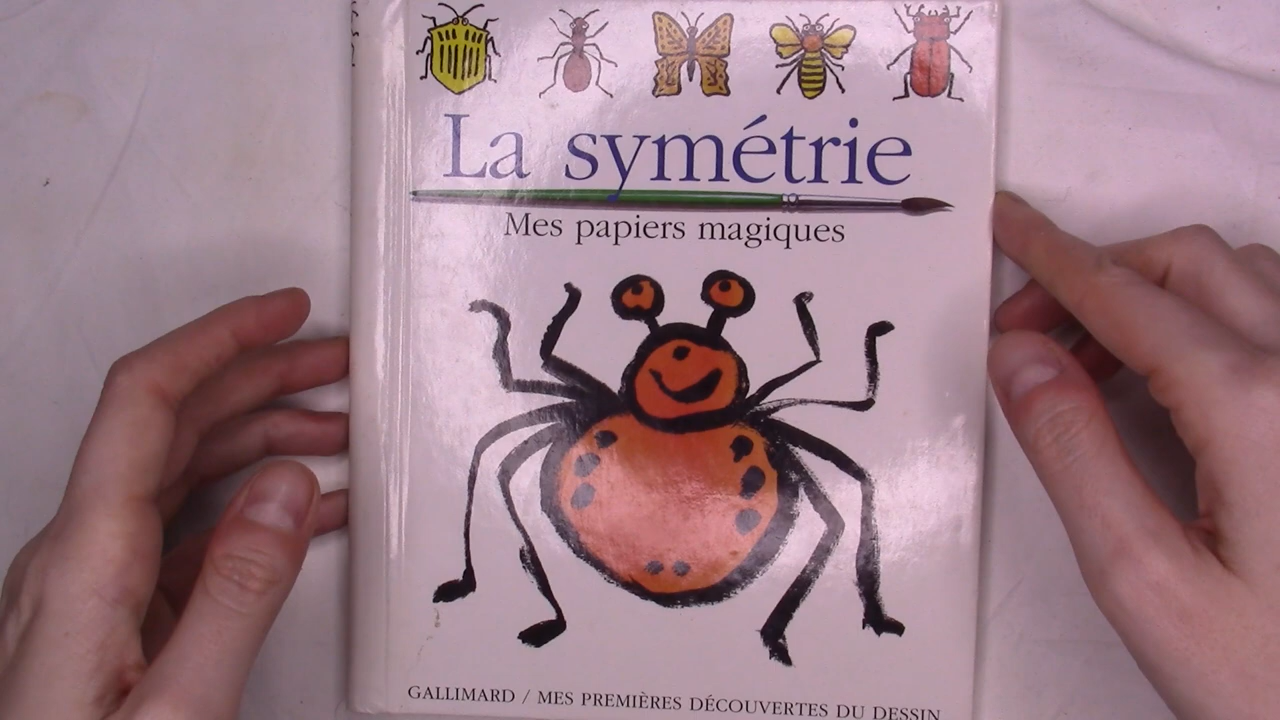 La symétrie
Mes papiers magiques
GALLIMARD / MES PREMIÈRES DÉCOUVERTES DU DESSIN